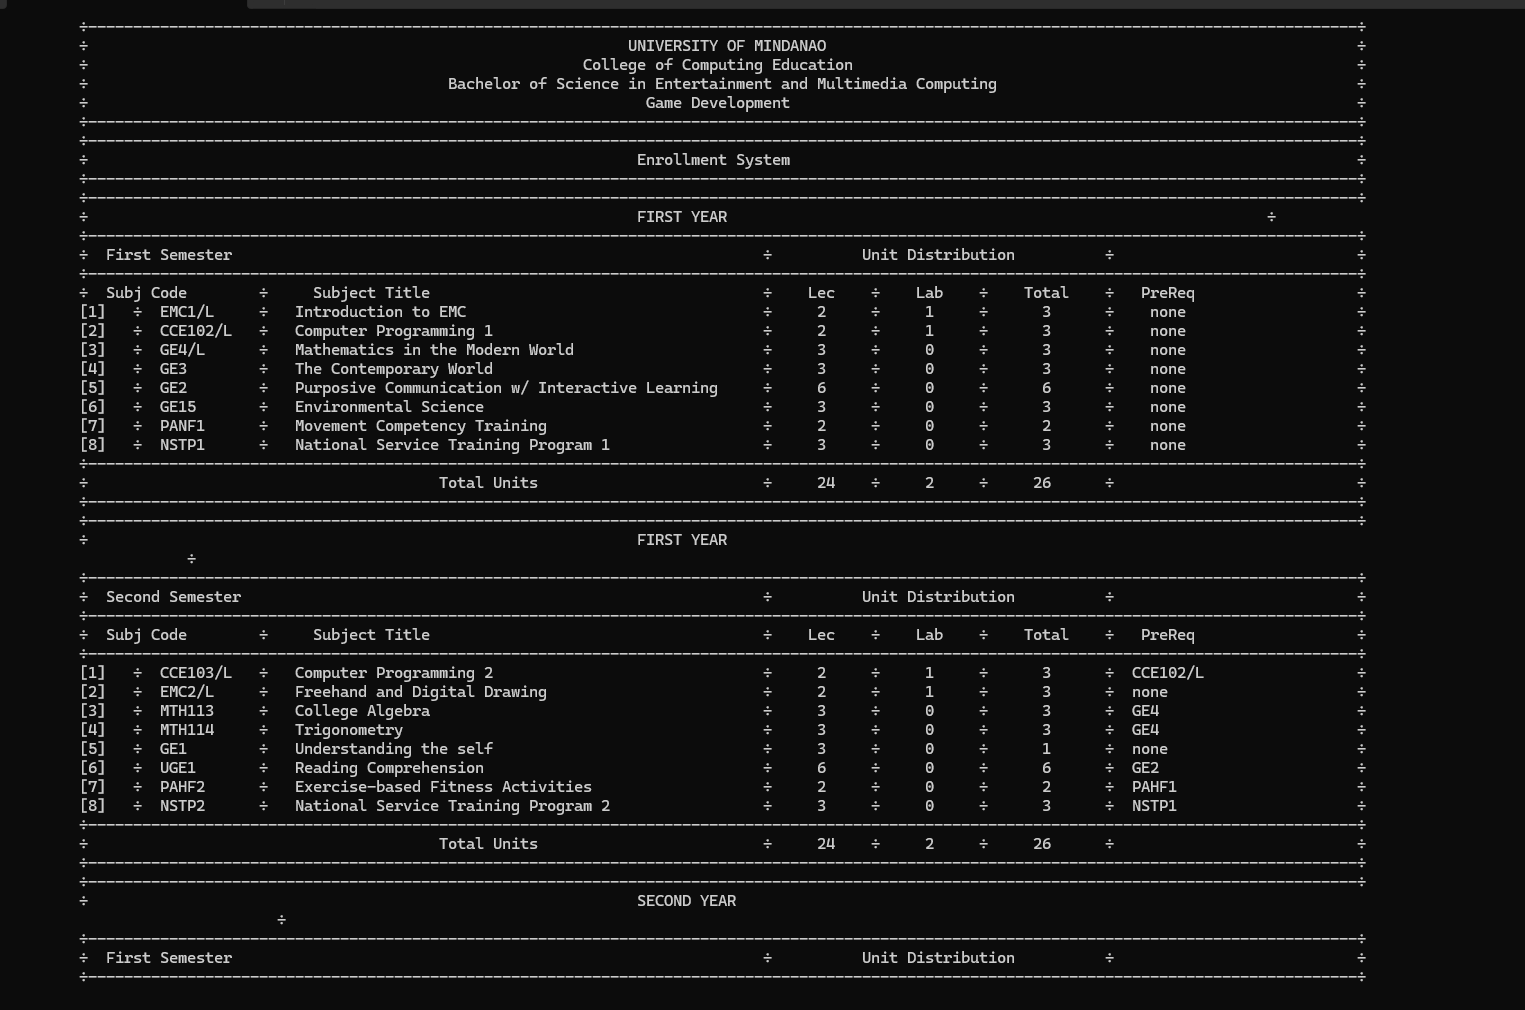 ÷----------------------------------------------------------------------------------------------------------------------------------------------÷
÷ UNIVERSITY OF MINDANAO ÷
÷ College of Computing Education ÷
÷ Bachelor of Science in Entertainment and Multimedia Computing ÷
÷ Game Development ÷
÷----------------------------------------------------------------------------------------------------------------------------------------------÷
÷----------------------------------------------------------------------------------------------------------------------------------------------÷
÷ Enrollment System ÷
÷----------------------------------------------------------------------------------------------------------------------------------------------÷
÷----------------------------------------------------------------------------------------------------------------------------------------------÷
÷ FIRST YEAR ÷
÷----------------------------------------------------------------------------------------------------------------------------------------------÷
÷ First Semester ÷ Unit Distribution ÷ ÷
÷----------------------------------------------------------------------------------------------------------------------------------------------÷
÷ Subj Code ÷ Subject Title ÷ Lec ÷ Lab ÷ Total ÷ PreReq ÷
[1] ÷ EMC1/L ÷ Introduction to EMC ÷ 2 ÷ 1 ÷ 3 ÷ none ÷
[2] ÷ CCE102/L ÷ Computer Programming 1 ÷ 2 ÷ 1 ÷ 3 ÷ none ÷
[3] ÷ GE4/L ÷ Mathematics in the Modern World ÷ 3 ÷ 0 ÷ 3 ÷ none ÷
[4] ÷ GE3 ÷ The Contemporary World ÷ 3 ÷ 0 ÷ 3 ÷ none ÷
[5] ÷ GE2 ÷ Purposive Communication w/ Interactive Learning ÷ 6 ÷ 0 ÷ 6 ÷ none ÷
[6] ÷ GE15 ÷ Environmental Science ÷ 3 ÷ 0 ÷ 3 ÷ none ÷
[7] ÷ PANF1 ÷ Movement Competency Training ÷ 2 ÷ 0 ÷ 2 ÷ none ÷
[8] ÷ NSTP1 ÷ National Service Training Program 1 ÷ 3 ÷ 0 ÷ 3 ÷ none ÷
÷----------------------------------------------------------------------------------------------------------------------------------------------÷
÷ Total Units ÷ 24 ÷ 2 ÷ 26 ÷ ÷
÷----------------------------------------------------------------------------------------------------------------------------------------------÷
÷----------------------------------------------------------------------------------------------------------------------------------------------÷
÷ FIRST YEAR
÷
÷----------------------------------------------------------------------------------------------------------------------------------------------÷
÷ Second Semester ÷ Unit Distribution ÷ ÷
÷----------------------------------------------------------------------------------------------------------------------------------------------÷
÷ Subj Code ÷ Subject Title ÷ Lec ÷ Lab ÷ Total ÷ PreReq ÷
÷----------------------------------------------------------------------------------------------------------------------------------------------÷
[1] ÷ CCE103/L ÷ Computer Programming 2 ÷ 2 ÷ 1 ÷ 3 ÷ CCE102/L ÷
[2] ÷ EMC2/L ÷ Freehand and Digital Drawing ÷ 2 ÷ 1 ÷ 3 ÷ none ÷
[3] ÷ MTH113 ÷ College Algebra ÷ 3 ÷ 0 ÷ 3 ÷ GE4 ÷
[4] ÷ MTH114 ÷ Trigonometry ÷ 3 ÷ 0 ÷ 3 ÷ GE4 ÷
[5] ÷ GE1 ÷ Understanding the self ÷ 3 ÷ 0 ÷ 1 ÷ none ÷
[6] ÷ UGE1 ÷ Reading Comprehension ÷ 6 ÷ 0 ÷ 6 ÷ GE2 ÷
[7] ÷ PAHF2 ÷ Exercise-based Fitness Activities ÷ 2 ÷ 0 ÷ 2 ÷ PAHF1 ÷
[8] ÷ NSTP2 ÷ National Service Training Program 2 ÷ 3 ÷ 0 ÷ 3 ÷ NSTP1 ÷
÷----------------------------------------------------------------------------------------------------------------------------------------------÷
÷ Total Units ÷ 24 ÷ 2 ÷ 26 ÷ ÷
÷----------------------------------------------------------------------------------------------------------------------------------------------÷
÷----------------------------------------------------------------------------------------------------------------------------------------------÷
÷ SECOND YEAR
÷
÷----------------------------------------------------------------------------------------------------------------------------------------------÷
÷ First Semester ÷ Unit Distribution ÷ ÷
÷----------------------------------------------------------------------------------------------------------------------------------------------÷